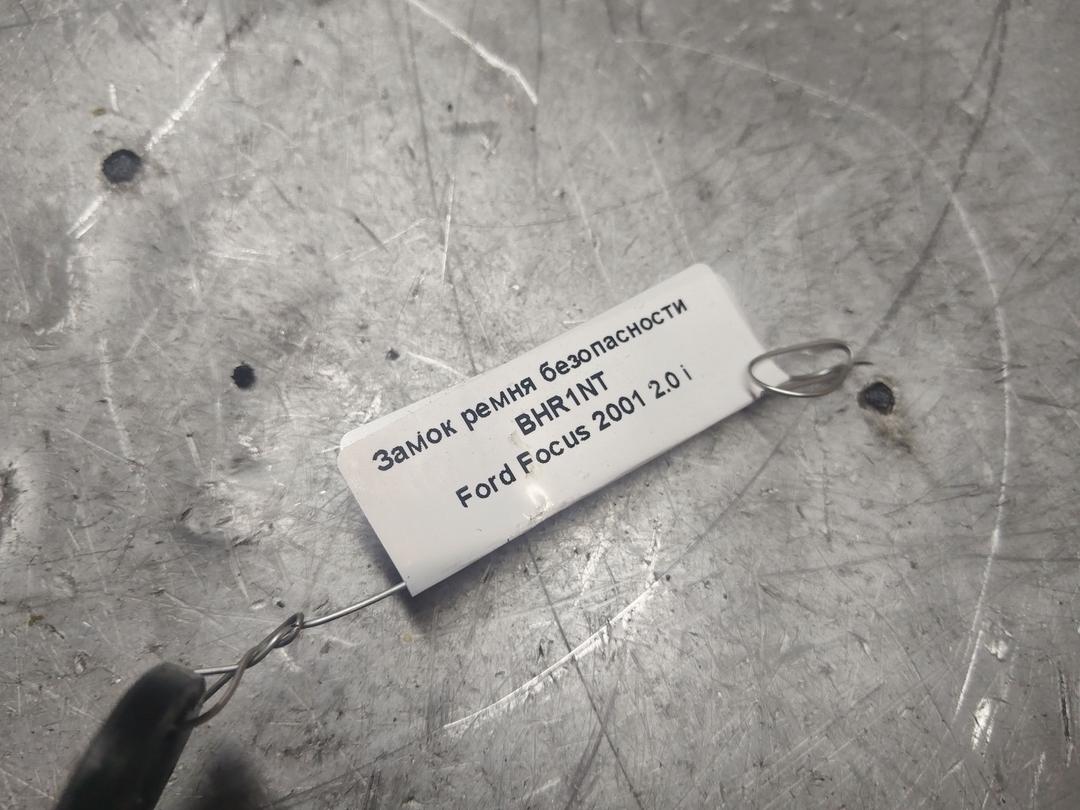 Замок ремня безопасности
BHR1NT
Ford Focus 2001 2.0 i